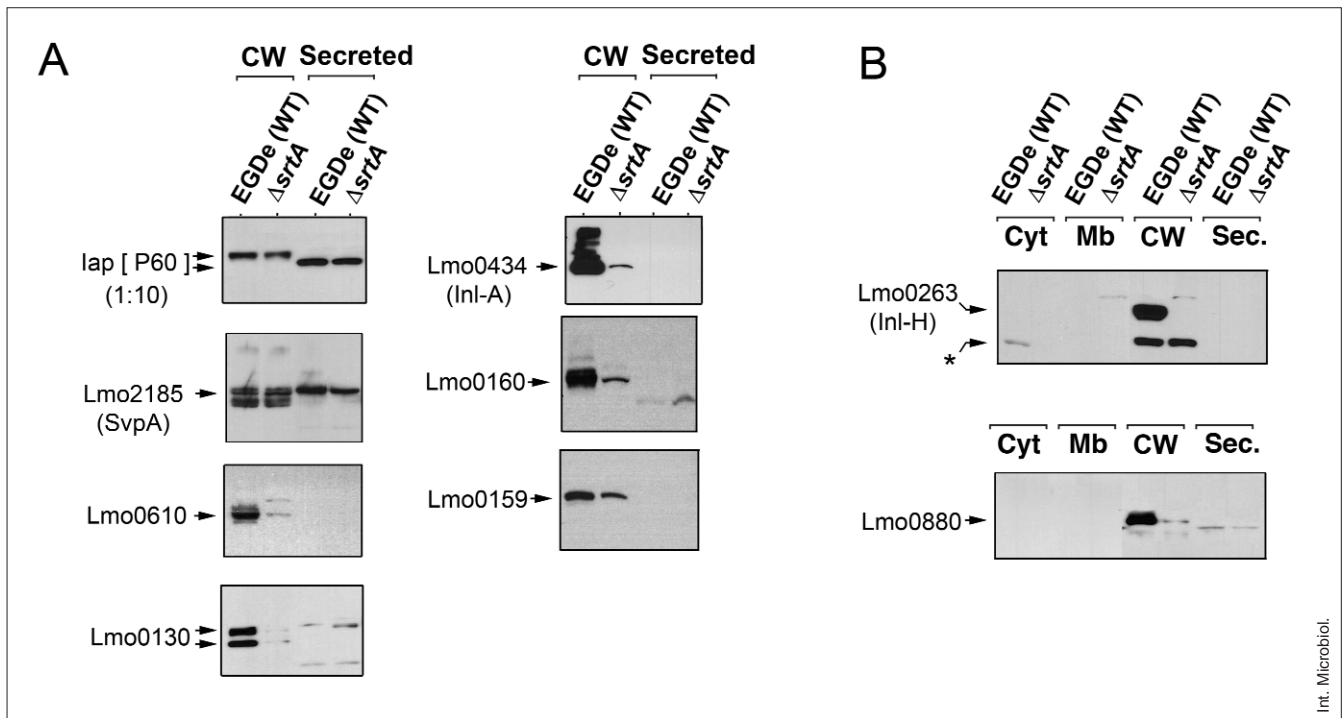 A
CW Secreted
EGDe (WT)
ΔsrtA
EGDe (WT)
ΔsrtA
Iap [ P60 ]
(1:10)
Lmo2185
(SvpA)
Lmo0610
Lmo0130
CW Secreted
EGDe (WT)
ΔsrtA
EGDe (WT)
ΔsrtA
Lmo0434
(Inl-A)
Lmo0160
Lmo0159
B
EGDe (WT)
ΔsrtA
EGDe (WT)
ΔsrtA
EGDe (WT)
ΔsrtA
EGDe (WT)
ΔsrtA
Cyt Mb CW Sec.
Lmo0263
(Inl-H)
*
Cyt Mb CW Sec.
Lmo0880
Int. Microbiol.